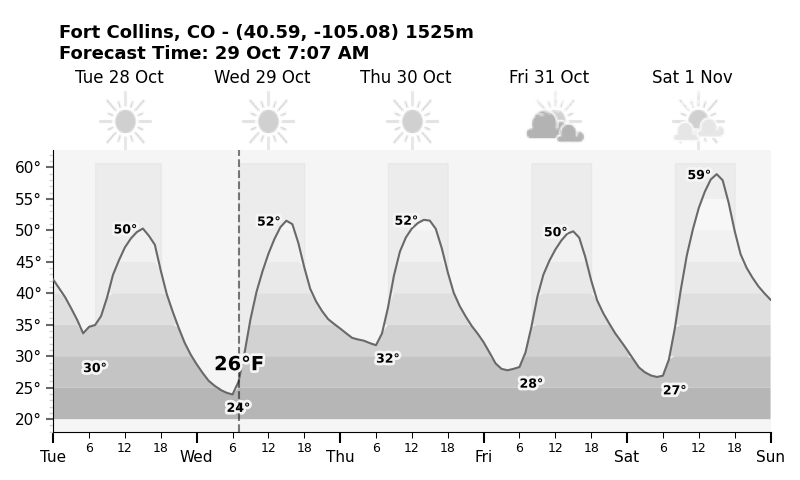 Fort Collins, CO - (40.59, -105.08) 1525m
Forecast Time: 29 Oct 7:07 AM
Tue 28 Oct Wed 29 Oct Thu 30 Oct Fri 31 Oct Sat 1 Nov
60°
59°
55°
50° 50° 52° 52° 50°
45°
40°
35°
30° 30° 26°F 32° 28° 27°
25° 24°
20°
6 12 18 6 12 18 6 12 18 6 12 18 6 12 18
Tue Wed Thu Fri Sat Sun